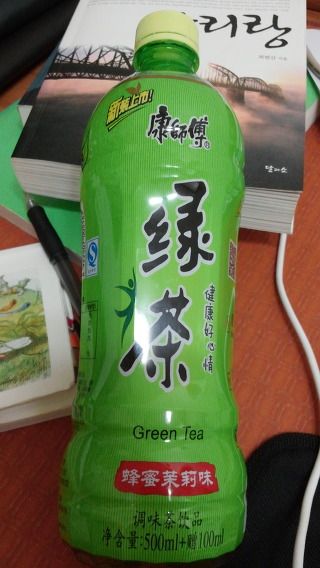 아리랑
新装上市!
康師傅
绿茶
健康好心情
Green Tea
蜂蜜茉莉味
调味茶饮品
净含量:500ml+赠100ml